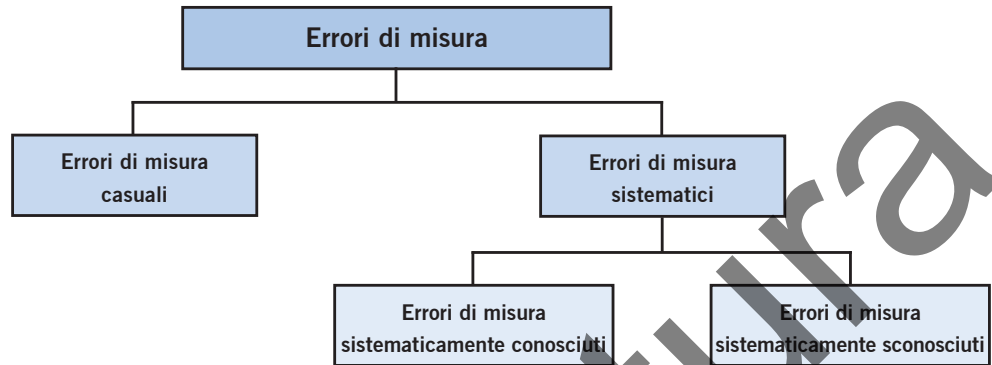 Errori di misura
Errori di misura
casuali
Errori di misura
sistematici
Errori di misura
sistematicamente conosciuti
Errori di misura
sistematicamente sconosciuti